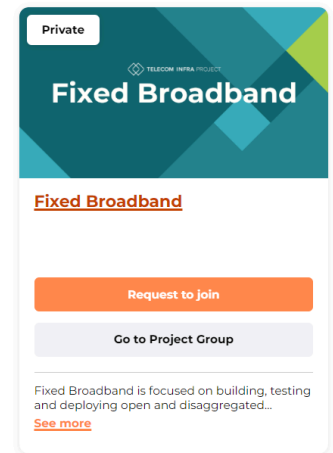 Private
TELECOM INFRA PROJECT
Fixed Broadband
Fixed Broadband
Request to join
Go to Project Group
Fixed Broadband is focused on building, testing
and deploying open and disaggregated...
See more